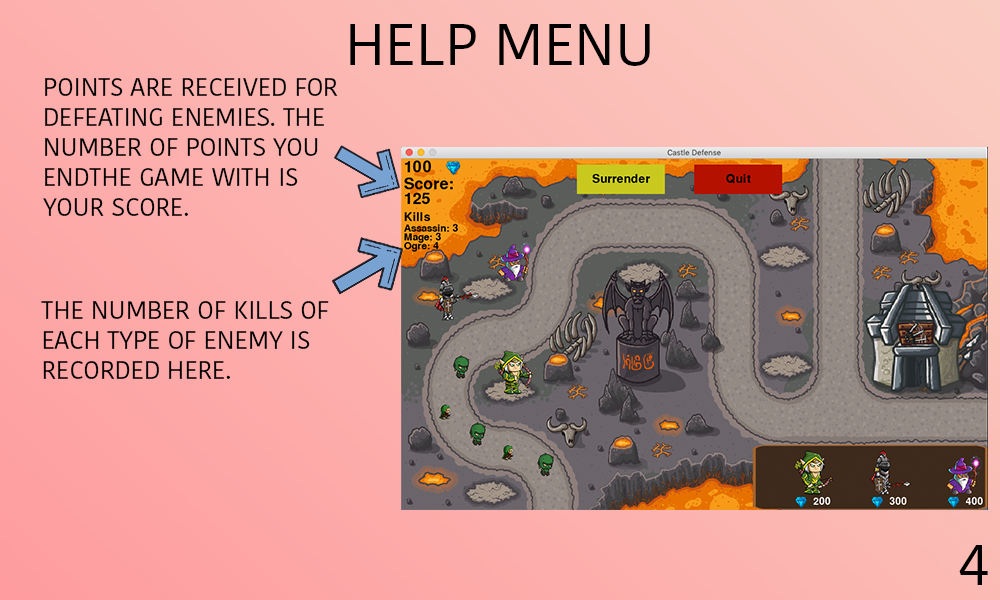 HELP MENU
POINTS ARE RECEIVED FOR
DEFEATING ENEMIES. THE
NUMBER OF POINTS YOU
ENDTHE GAME WITH IS
YOUR SCORE.
THE NUMBER OF KILLS OF
EACH TYPE OF ENEMY IS
RECORDED HERE.
Castle Defense
100
Score:
125
Kills
Assassin: 3
Mage: 3
Ogre: 4
Surrender
Quit
200
300
400
4